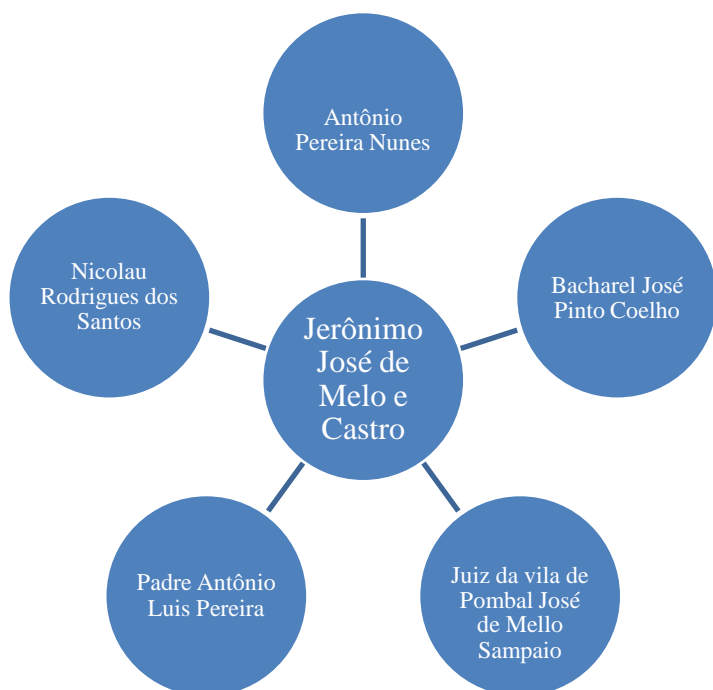 Antônio
Pereira Nunes
Nicolau
Rodrigues dos
Santos
Bacharel José
Pinto Coelho
Jerônimo
José de
Melo e
Castro
Padre Antônio
Luis Pereira
Juiz da vila de
Pombal José
de Mello
Sampaio